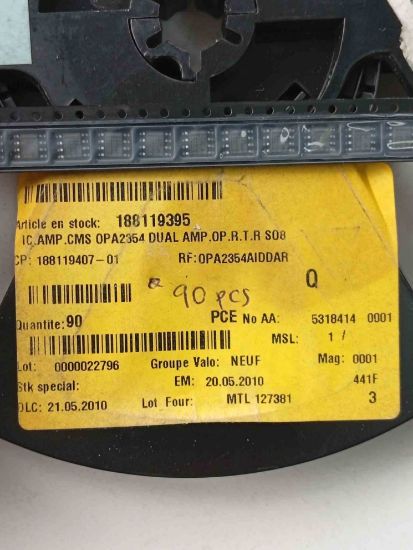 Article en stock: 188119395
IC.AMP.CMS OPA2354 DUAL AMP.OP.R.T.R SO8
CP: 188119407-01 RF:OPA2354AIDDAR
Q
90 pcs
Quantite: 90 PCE No AA: 5318414 0001
MSL: 1 /
Lot: 0000022796 Groupe Valo: NEUF Mag: 0001
Stk special: EM: 20.05.2010 441F
DLC: 21.05.2010 Lot Four: MTL 127381 3